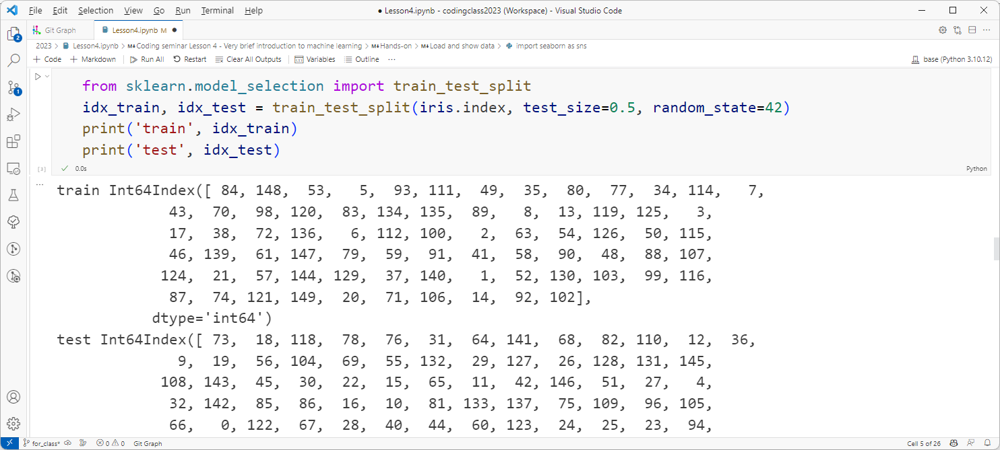 File Edit Selection View Go Run Terminal Help ● Lesson4.ipynb - codingclass2023 (Workspace) - Visual Studio Code
Git Graph Lesson4.ipynb M ●
2023 > Lesson4.ipynb > M↓Coding seminar Lesson 4 - Very brief introduction to machine learning > M↓Hands-on > M↓Load and show data > import seaborn as sns
+ Code + Markdown Run All Restart Clear All Outputs Variables Outline ··· base (Python 3.10.12)
2
1
from sklearn.model_selection import train_test_split
idx_train, idx_test = train_test_split(iris.index, test_size=0.5, random_state=42)
print('train', idx_train)
print('test', idx_test)
[3] ✓ 0.0s Python
···
train Int64Index([ 84, 148, 53, 5, 93, 111, 49, 35, 80, 77, 34, 114, 7,
43, 70, 98, 120, 83, 134, 135, 89, 8, 13, 119, 125, 3,
17, 38, 72, 136, 6, 112, 100, 2, 63, 54, 126, 50, 115,
46, 139, 61, 147, 79, 59, 91, 41, 58, 90, 48, 88, 107,
124, 21, 57, 144, 129, 37, 140, 1, 52, 130, 103, 99, 116,
87, 74, 121, 149, 20, 71, 106, 14, 92, 102],
dtype='int64')
test Int64Index([ 73, 18, 118, 78, 76, 31, 64, 141, 68, 82, 110, 12, 36,
9, 19, 56, 104, 69, 55, 132, 29, 127, 26, 128, 131, 145,
108, 143, 45, 30, 22, 15, 65, 11, 42, 146, 51, 27, 4,
32, 142, 85, 86, 16, 10, 81, 133, 137, 75, 109, 96, 105,
66, 0, 122, 67, 28, 40, 44, 60, 123, 24, 25, 23, 94,
for_class* 0 0 Git Graph Cell 5 of 26